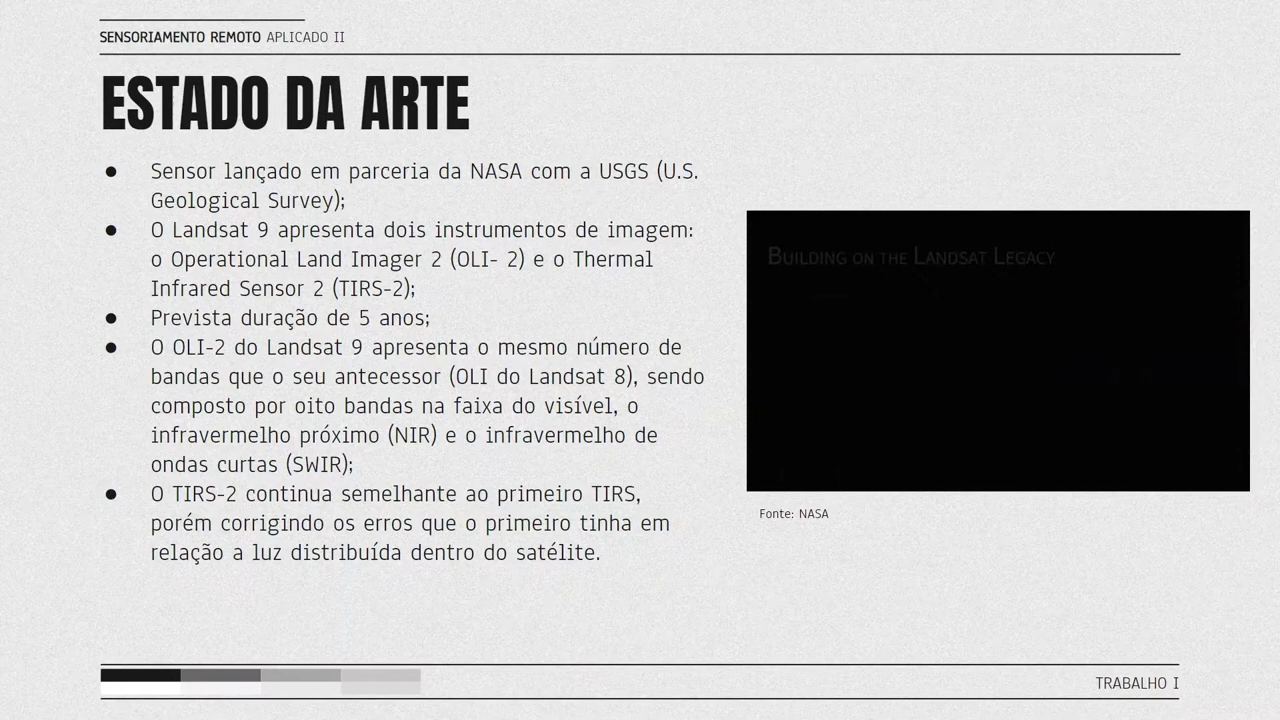 SENSORIAMENTO REMOTO APLICADO II
ESTADO DA ARTE
● Sensor lançado em parceria da NASA com a USGS (U.S.
Geological Survey);
● O Landsat 9 apresenta dois instrumentos de imagem:
o Operational Land Imager 2 (OLI- 2) e o Thermal
Infrared Sensor 2 (TIRS-2);
● Prevista duração de 5 anos;
● O OLI-2 do Landsat 9 apresenta o mesmo número de
bandas que o seu antecessor (OLI do Landsat 8), sendo
composto por oito bandas na faixa do visível, o
infravermelho próximo (NIR) e o infravermelho de
ondas curtas (SWIR);
● O TIRS-2 continua semelhante ao primeiro TIRS,
porém corrigindo os erros que o primeiro tinha em
relação a luz distribuída dentro do satélite.
Building on the Landsat Legacy
Fonte: NASA
TRABALHO I